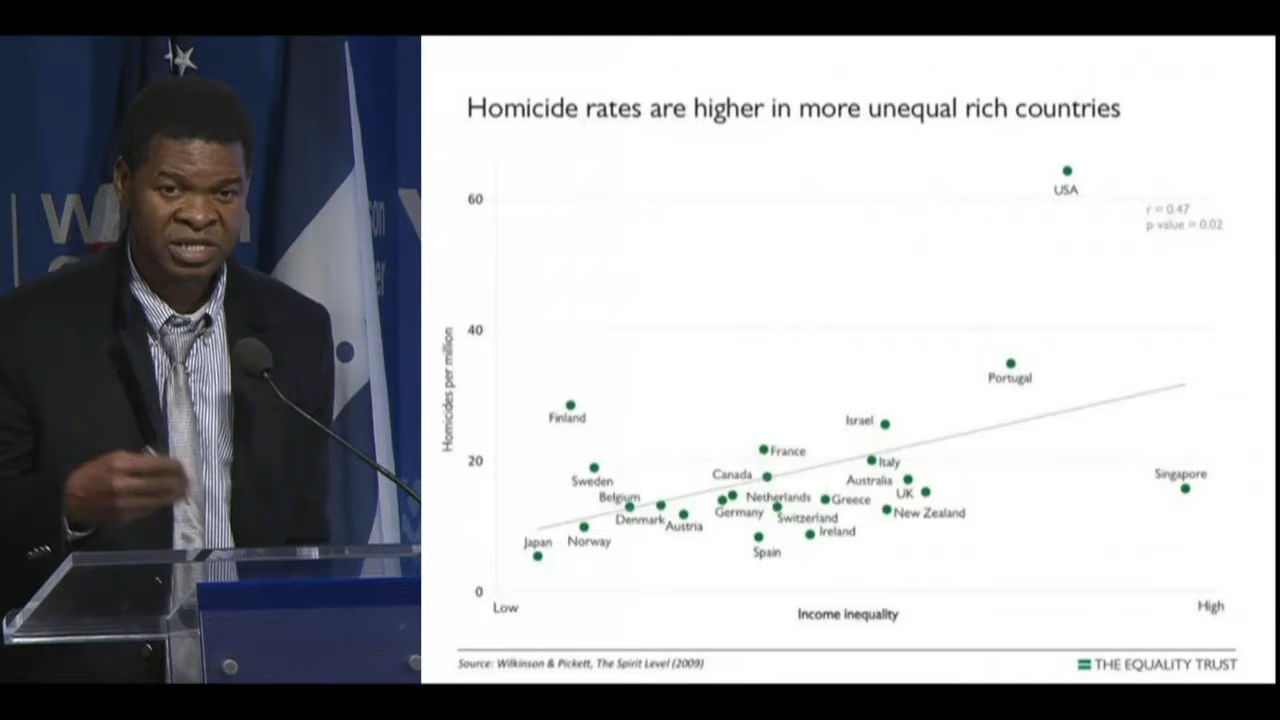 Homicide rates are higher in more unequal rich countries
USA
60
r = 0.47
p-value = 0.02
Homicides per million
40
Portugal
Finland
Israel
France
20
Italy
Canada
Singapore
Sweden
Australia
Belgium
Netherlands
UK
Greece
Germany
New Zealand
Denmark
Switzerland
Austria
Ireland
Japan
Norway
Spain
0
Low
High
Income inequality
Source: Wilkinson & Pickett, The Spirit Level (2009)
THE EQUALITY TRUST